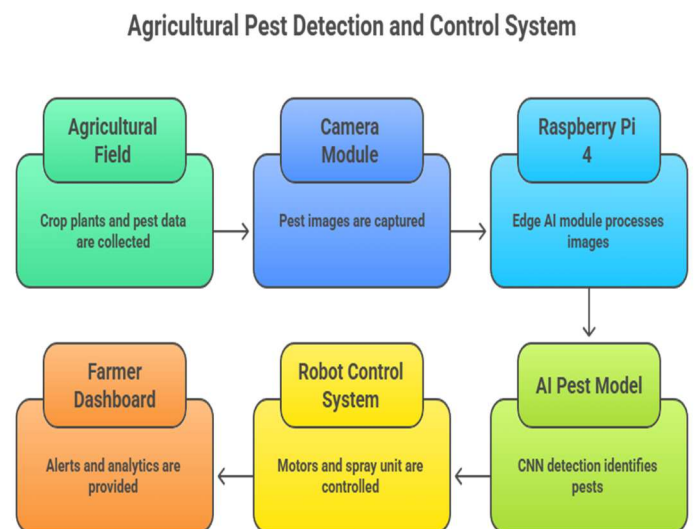 Agricultural Pest Detection and Control System
Agricultural
Field
Crop plants and pest data
are collected
Camera
Module
Pest images are captured
Raspberry Pi
4
Edge AI module processes
images
Farmer
Dashboard
Alerts and analytics are
provided
Robot Control
System
Motors and spray unit are
controlled
AI Pest Model
CNN detection identifies
pests